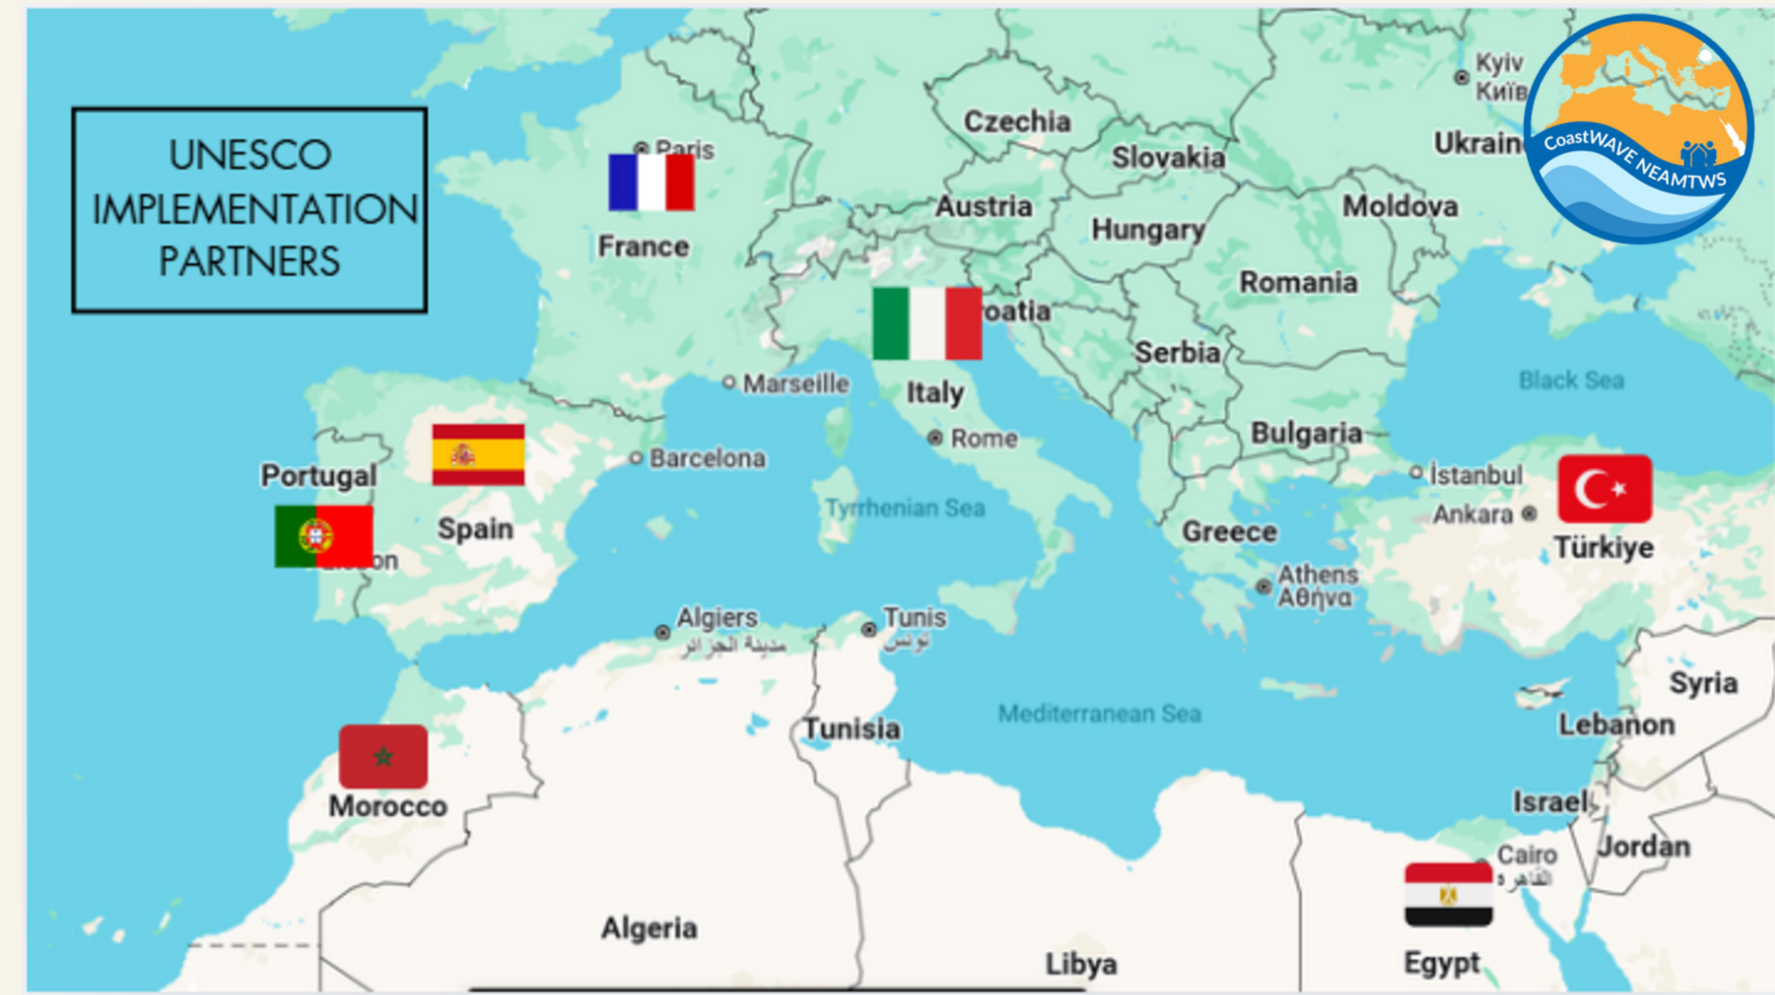 UNESCO
IMPLEMENTATION
PARTNERS
CoastWAVE NEAMTWS
Kyiv
Київ
Ukrain
Czechia
Slovakia
Paris
Austria
Moldova
Hungary
France
Romania
roatia
Serbia
Marseille
Italy
Black Sea
Rome
Bulgaria
Barcelona
Portugal
İstanbul
Ankara
Tyrrhenian Sea
Spain
Greece
Türkiye
on
Athens
Αθήνα
Algiers
مدينة الجزائر
Tunis
تونس
Syria
Mediterranean Sea
Lebanon
Tunisia
Morocco
Israel
Jordan
Cairo
القاهرة
Algeria
Libya
Egypt